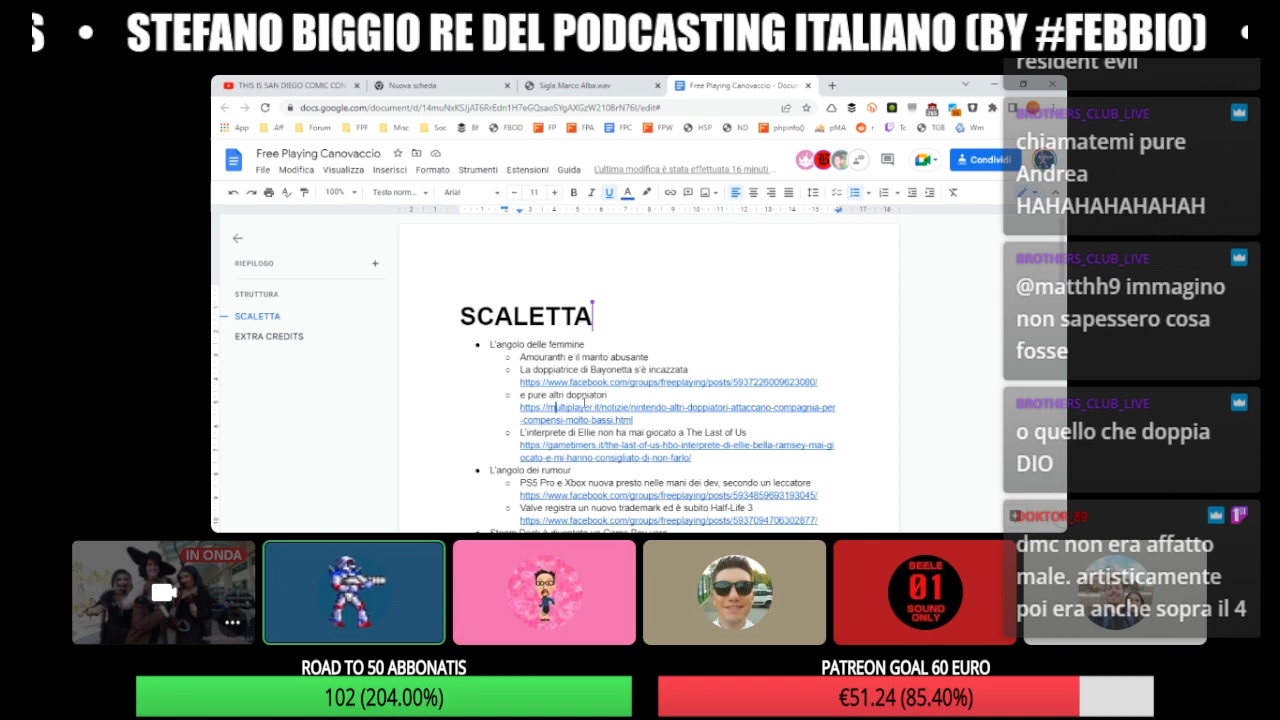 S • STEFANO BIGGIO RE DEL PODCASTING ITALIANO (BY #FEBBIO) •
THIS IS SAN DIEGO COMIC CON
Nuova scheda
Sigla Marco Alba.wav
Free Playing Canovaccio - Docum
App
Aff
Forum
FPF
Misc
Soc
Bf
FBOD
FP
FPA
FPC
FPW
HSP
ND
phpinfo()
pMA
r
Tc
TGB
Wm
Free Playing Canovaccio
File Modifica Visualizza Inserisci Formato Strumenti Estensioni Guida L'ultima modifica è stata effettuata 16 minuti ...
Condividi
100% Testo norm... Arial 11
RIEPILOGO
STRUTTURA
SCALETTA
EXTRA CREDITS
SCALETTA
L'angolo delle femmine
Amouranth e il marito abusante
La doppiatrice di Bayonetta s'è incazzata
https://www.facebook.com/groups/freeplaying/posts/5937226009623080/
e pure altri doppiatori
https://multiplayer.it/notizie/nintendo-altri-doppiatori-attaccano-compagnia-per
-compensi-molto-bassi.html
L'interprete di Ellie non ha mai giocato a The Last of Us
https://gametimers.it/the-last-of-us-hbo-interprete-di-ellie-bella-ramsey-mai-gi
ocato-e-mi-hanno-consigliato-di-non-farlo/
L'angolo dei rumour
PS5 Pro e Xbox nuova presto nelle mani dei dev, secondo un leccatore
https://www.facebook.com/groups/freeplaying/posts/5934859693193045/
Valve registra un nuovo trademark ed è subito Half-Life 3
https://www.facebook.com/groups/freeplaying/posts/5937094706302877/
resident evil
BROTHERS_CLUB_LIVE
chiamatemi pure
Andrea
HAHAHAHAHAHAH
BROTHERS_CLUB_LIVE
@matthh9 immagino
non sapessero cosa
fosse
BROTHERS_CLUB_LIVE
o quello che doppia
DIO
DOKTOR_89
dmc non era affatto
male. artisticamente
poi era anche sopra il 4
IN ONDA
SEELE
01
SOUND
ONLY
ROAD TO 50 ABBONATIS
102 (204.00%)
PATREON GOAL 60 EURO
€51.24 (85.40%)